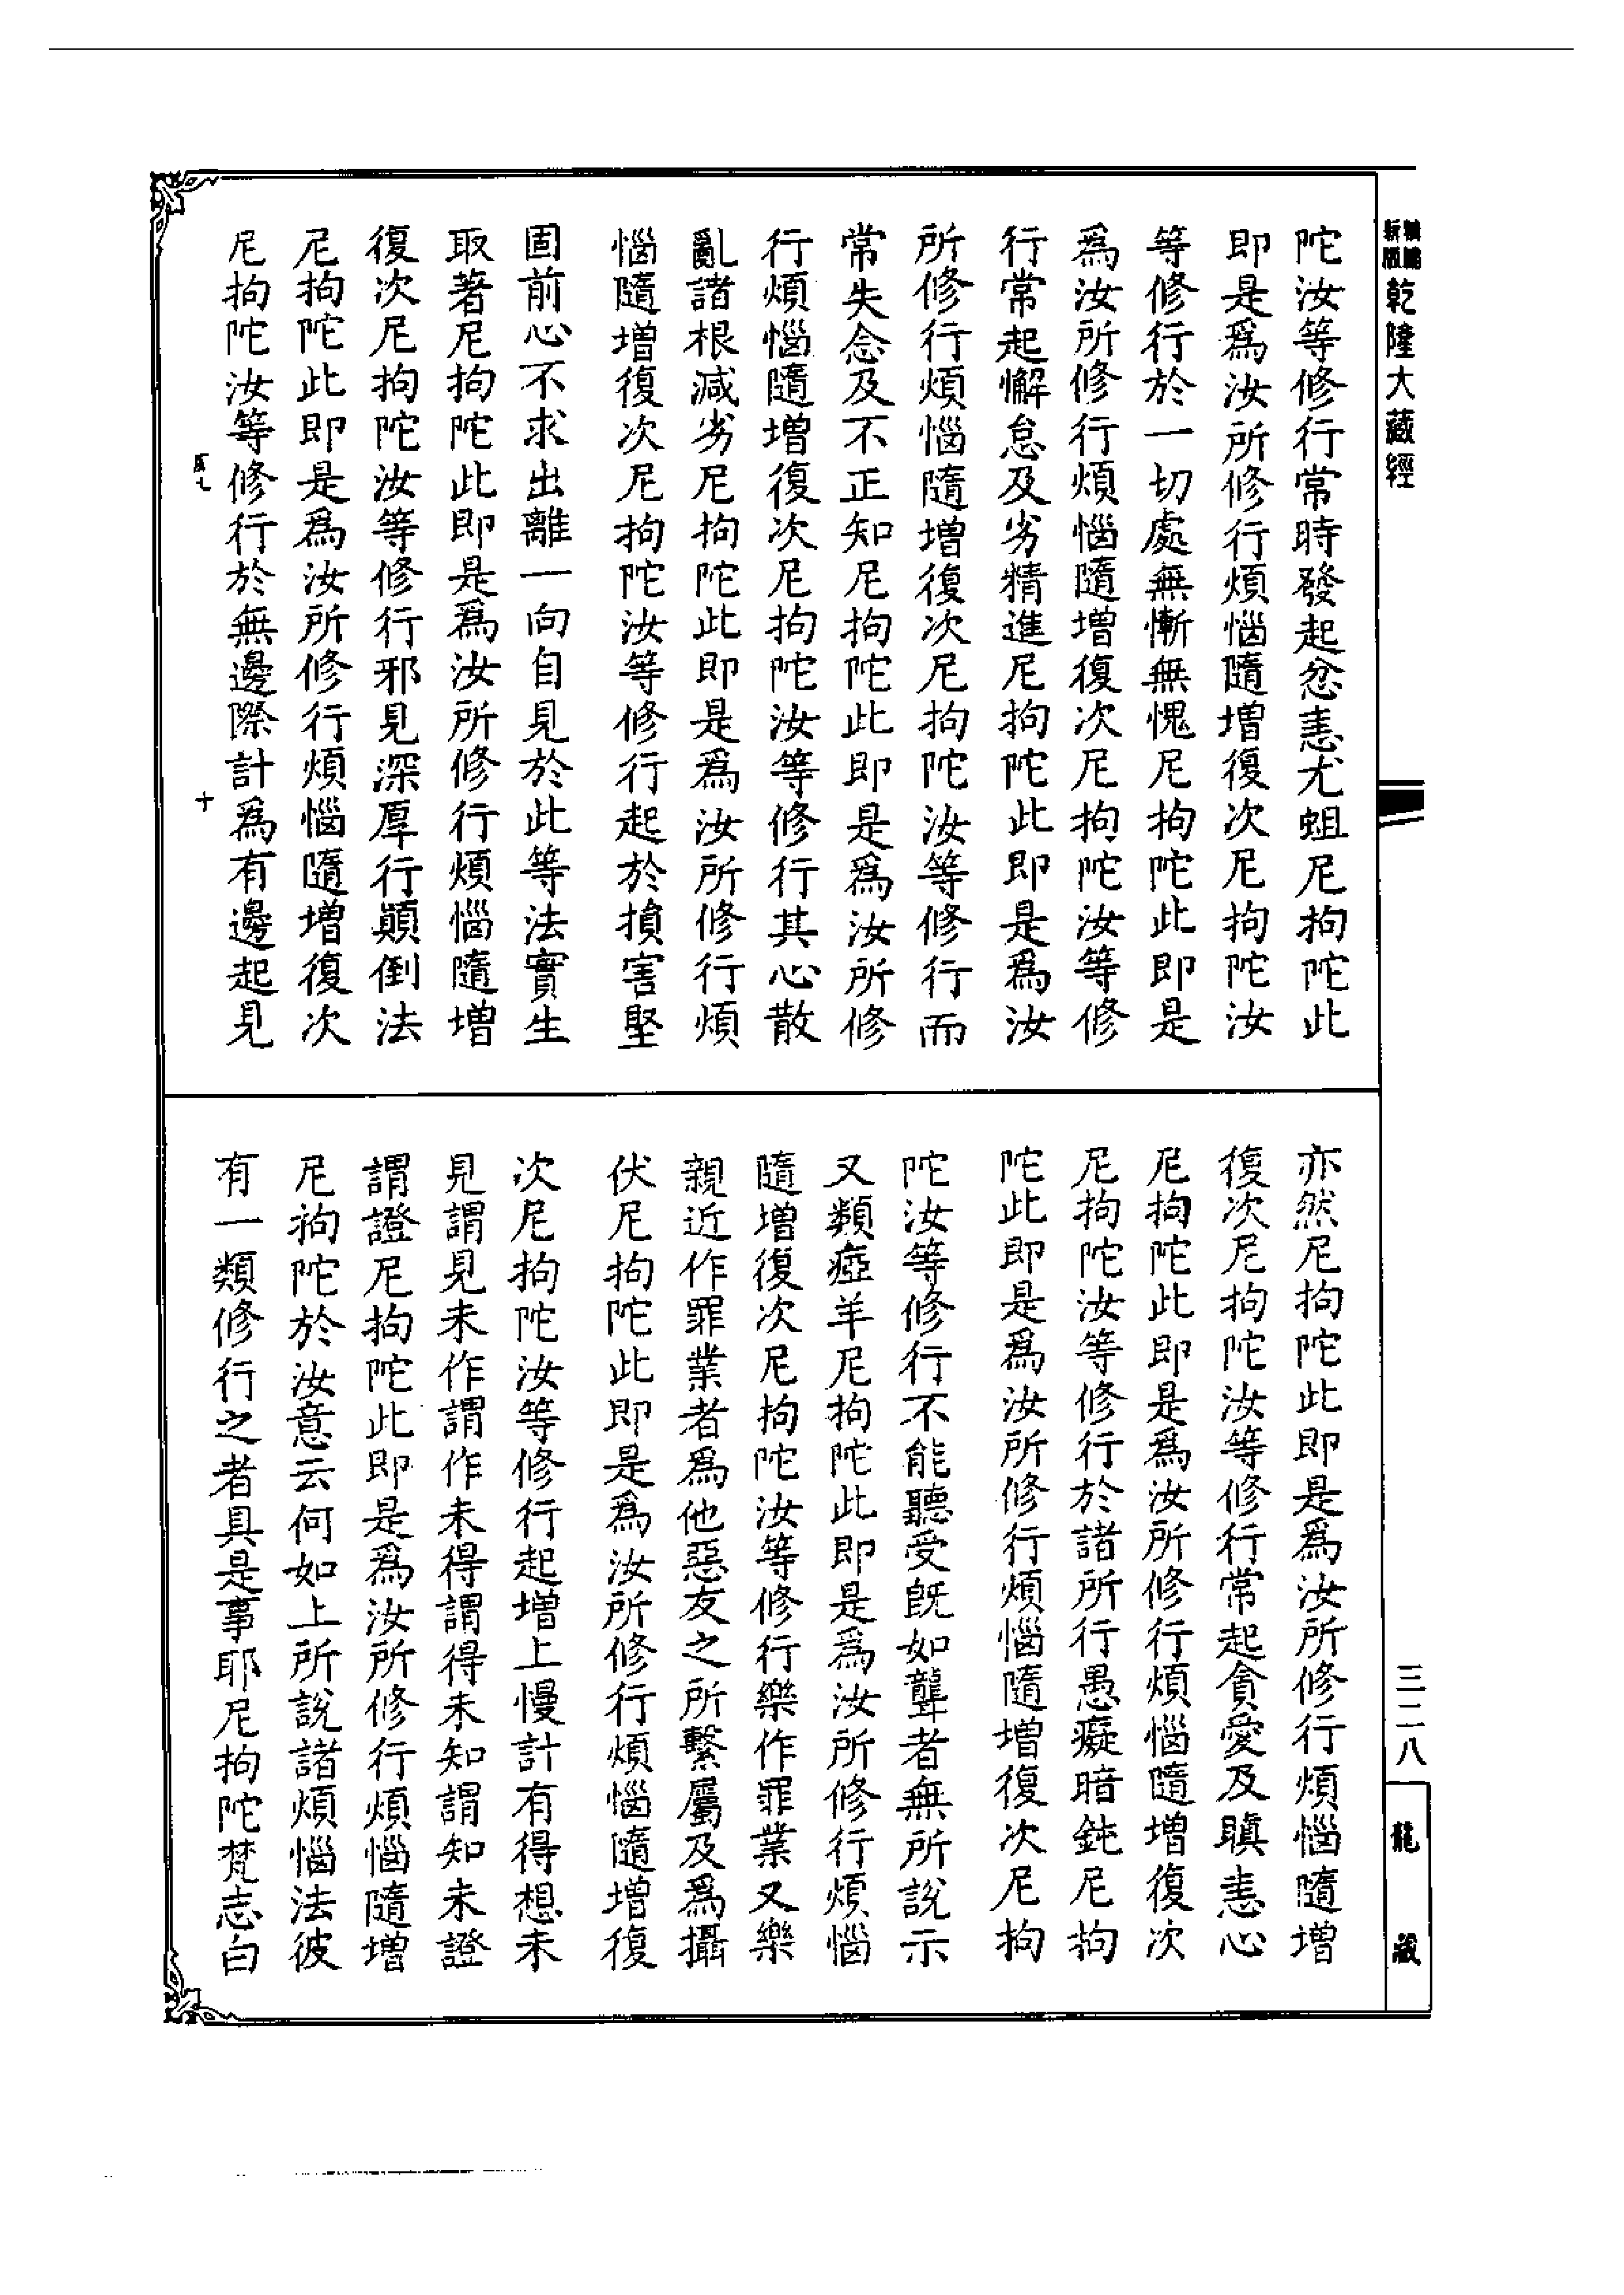 乾隆大藏經
陀汝等修行常時發起忿恚尤蛆尼拘陀此
即是爲汝所修行煩惱隨增復次尼拘陀汝
等修行於一切處無慚無愧尼拘陀此即是
爲汝所修行煩惱隨增復次尼拘陀汝等修
行常起懈怠及劣精進尼拘陀此即是爲汝
所修行煩惱隨增復次尼拘陀汝等修行而
常失念及不正知尼拘陀此即是爲汝所修
行煩惱隨增復次尼拘陀汝等修行其心散
亂諸根減劣尼拘陀此即是爲汝所修行煩
惱隨增復次尼拘陀汝等修行起於損害堅
固前心不求出離一向自見於此等法實生
取著尼拘陀此即是爲汝所修行煩惱隨增
復次尼拘陀汝等修行邪見深厚行顛倒法
尼拘陀此即是爲汝所修行煩惱隨增復次
尼拘陀汝等修行於無邊際計爲有邊起見
十
亦然尼拘陀此即是爲汝所修行煩惱隨增
復次尼拘陀汝等修行常起貪愛及瞋恚心
尼拘陀此即是爲汝所修行煩惱隨增復次
尼拘陀汝等修行於諸所行愚癡暗鈍尼拘
陀此即是爲汝所修行煩惱隨增復次尼拘
陀汝等修行不能聽受既如聾者無所說示
又類瘂羊尼拘陀此即是爲汝所修行煩惱
隨增復次尼拘陀汝等修行樂作罪業又樂
親近作罪業者爲他惡友之所繫屬及爲攝
伏尼拘陀此即是爲汝所修行煩惱隨增復
次尼拘陀汝等修行起增上慢計有得想未
見謂見未作謂作未得謂得未知謂知未證
謂證尼拘陀此即是爲汝所修行煩惱隨增
尼拘陀於汝意云何如上所說諸煩惱法彼
有一類修行之者具是事耶尼拘陀梵志白
三二八
龍藏